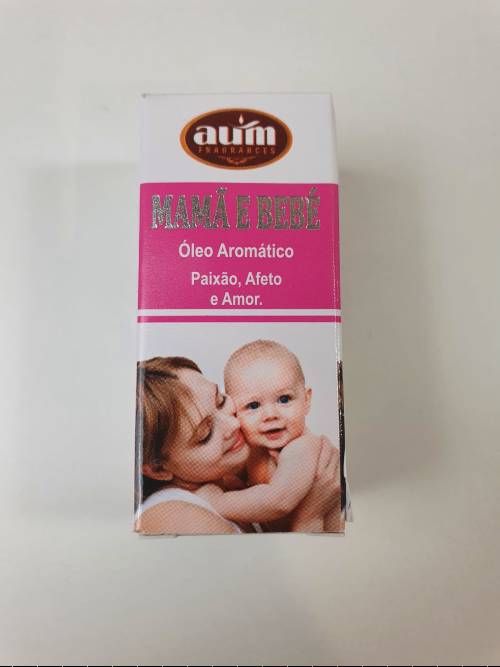 aum
FRAGRANCES
MAMÃ E BEBÉ
Óleo Aromático
Paixão, Afeto
e Amor.